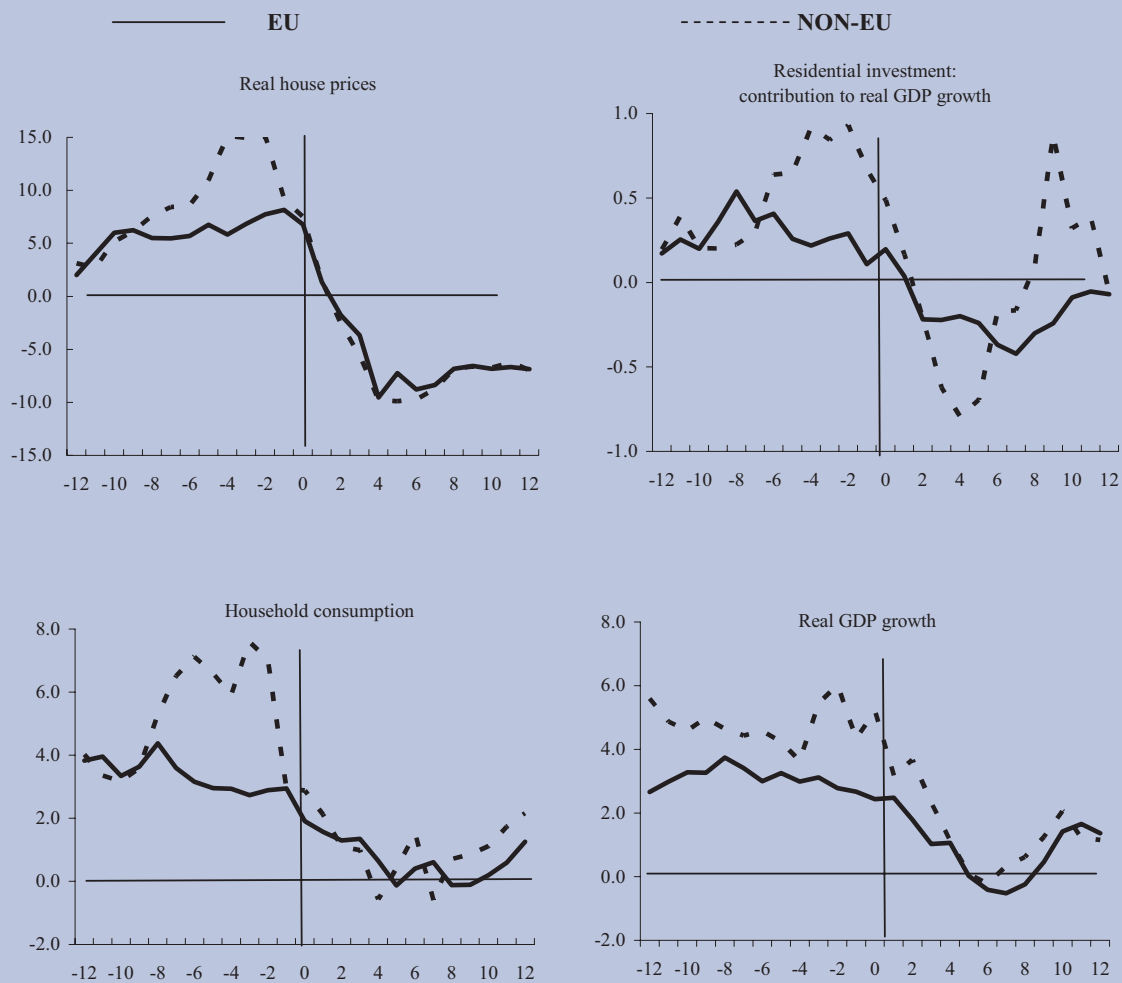 EU NON-EU
Real house prices
15.0
10.0
5.0
0.0
-5.0
-10.0
-15.0
-12 -10 -8 -6 -4 -2 0 2 4 6 8 10 12
Residential investment:
contribution to real GDP growth
1.0
0.5
0.0
-0.5
-1.0
-12 -10 -8 -6 -4 -2 0 2 4 6 8 10 12
Household consumption
8.0
6.0
4.0
2.0
0.0
-2.0
-12 -10 -8 -6 -4 -2 0 2 4 6 8 10 12
Real GDP growth
8.0
6.0
4.0
2.0
0.0
-2.0
-12 -10 -8 -6 -4 -2 0 2 4 6 8 10 12